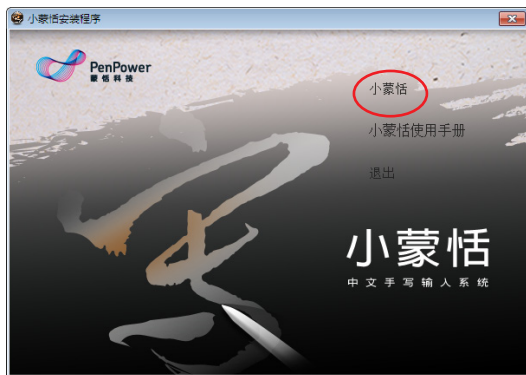 小蒙恬安装程序
PenPower
蒙恬科技
小蒙恬
小蒙恬使用手册
退出
小蒙恬
中文手写输入系统